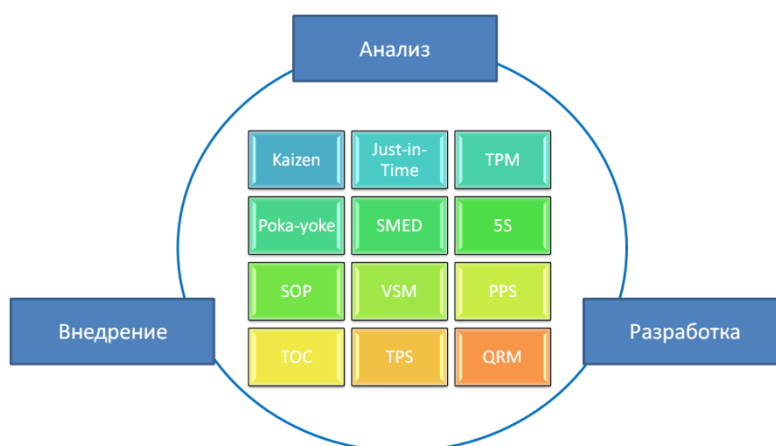 Анализ
Kaizen
Just-in-
Time
TPM
Poka-yoke
SMED
5S
SOP
VSM
PPS
Внедрение
Разработка
TOC
TPS
QRM